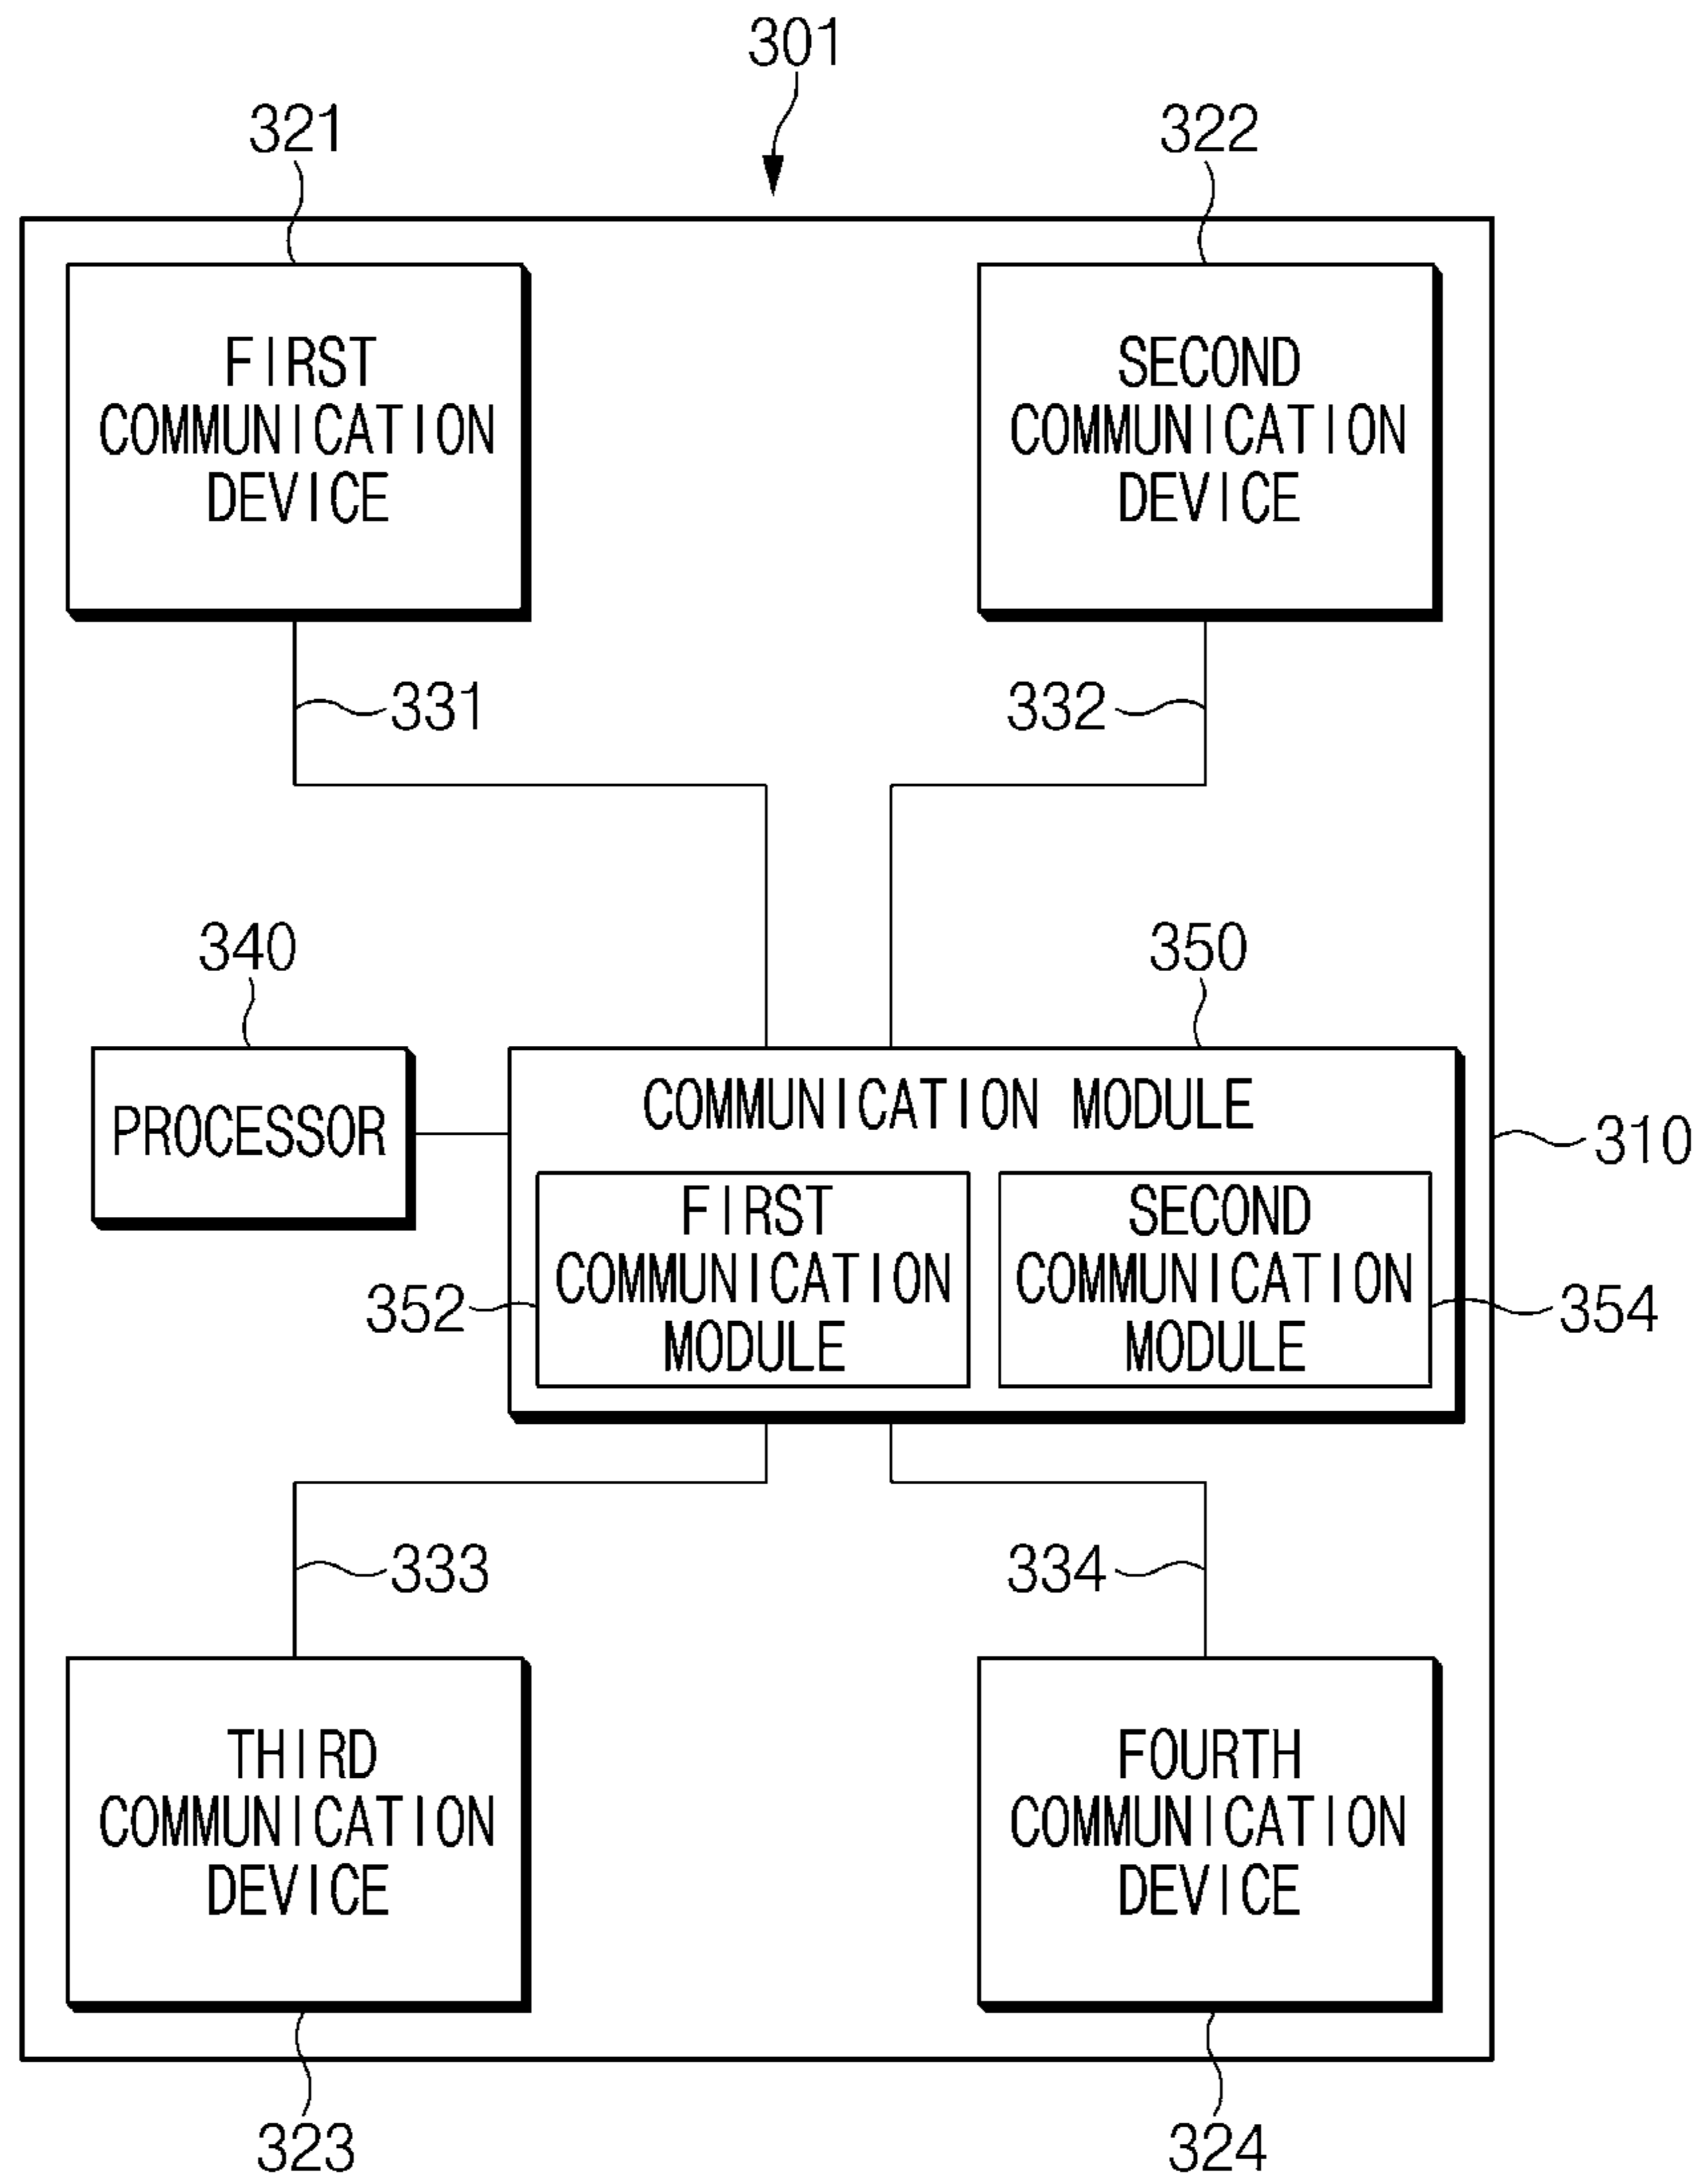 301
321
322
FIRST
COMMUNICATION
DEVICE
SECOND
COMMUNICATION
DEVICE
331
332
340
350
PROCESSOR
COMMUNICATION MODULE
310
FIRST
COMMUNICATION
MODULE
SECOND
COMMUNICATION
MODULE
352
354
333
334
THIRD
COMMUNICATION
DEVICE
FOURTH
COMMUNICATION
DEVICE
323
324